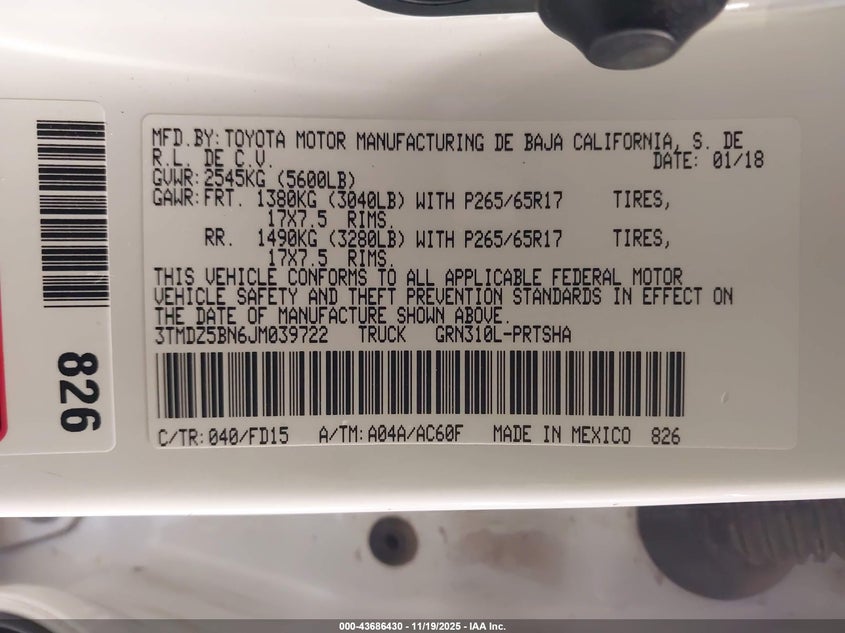 MFD.BY:TOYOTA MOTOR MANUFACTURING DE BAJA CALIFORNIA, S. DE
R.L. DE C.V. DATE: 01/18
GVWR:2545KG (5600LB)
GAWR:FRT. 1380KG (3040LB) WITH P265/65R17 TIRES,
17X7.5 RIMS.
RR. 1490KG (3280LB) WITH P265/65R17 TIRES,
17X7.5 RIMS.
THIS VEHICLE CONFORMS TO ALL APPLICABLE FEDERAL MOTOR
VEHICLE SAFETY AND THEFT PREVENTION STANDARDS IN EFFECT ON
THE DATE OF MANUFACTURE SHOWN ABOVE.
3TMDZ5BN6JM039722 TRUCK GRN310L-PRTSHA
C/TR:040/FD15 A/TM:A04A/AC60F MADE IN MEXICO 826
826
000-43686430 - 11/19/2025 - IAA Inc.